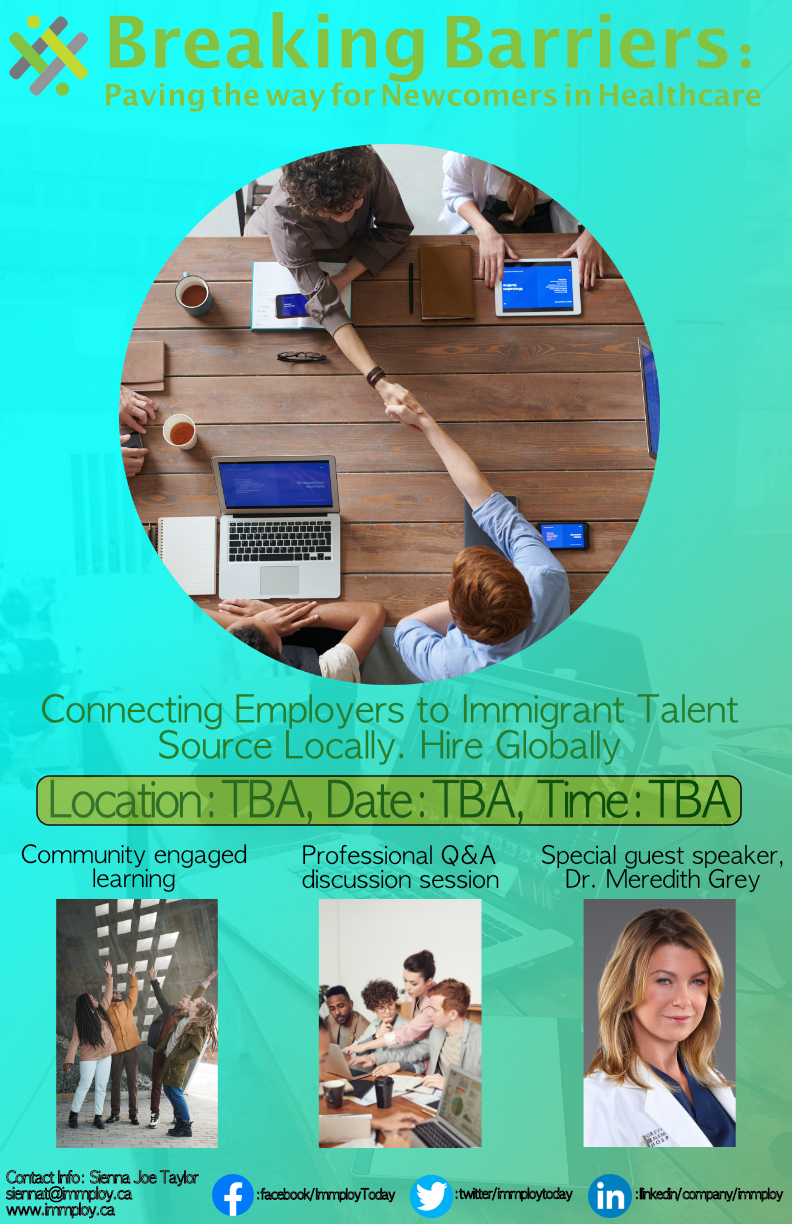 Breaking Barriers:
Paving the way for Newcomers in Healthcare
Connecting Employers to Immigrant Talent
Source Locally. Hire Globally
Location: TBA, Date: TBA, Time: TBA
Community engaged
learning
Professional Q&A
discussion session
Special guest speaker,
Dr. Meredith Grey
Contact Info: Sienna Joe Taylor
siennat@immploy.ca
www.immploy.ca
:facebook/ImmployToday
:twitter/immploytoday
:linkedin/company/immploy